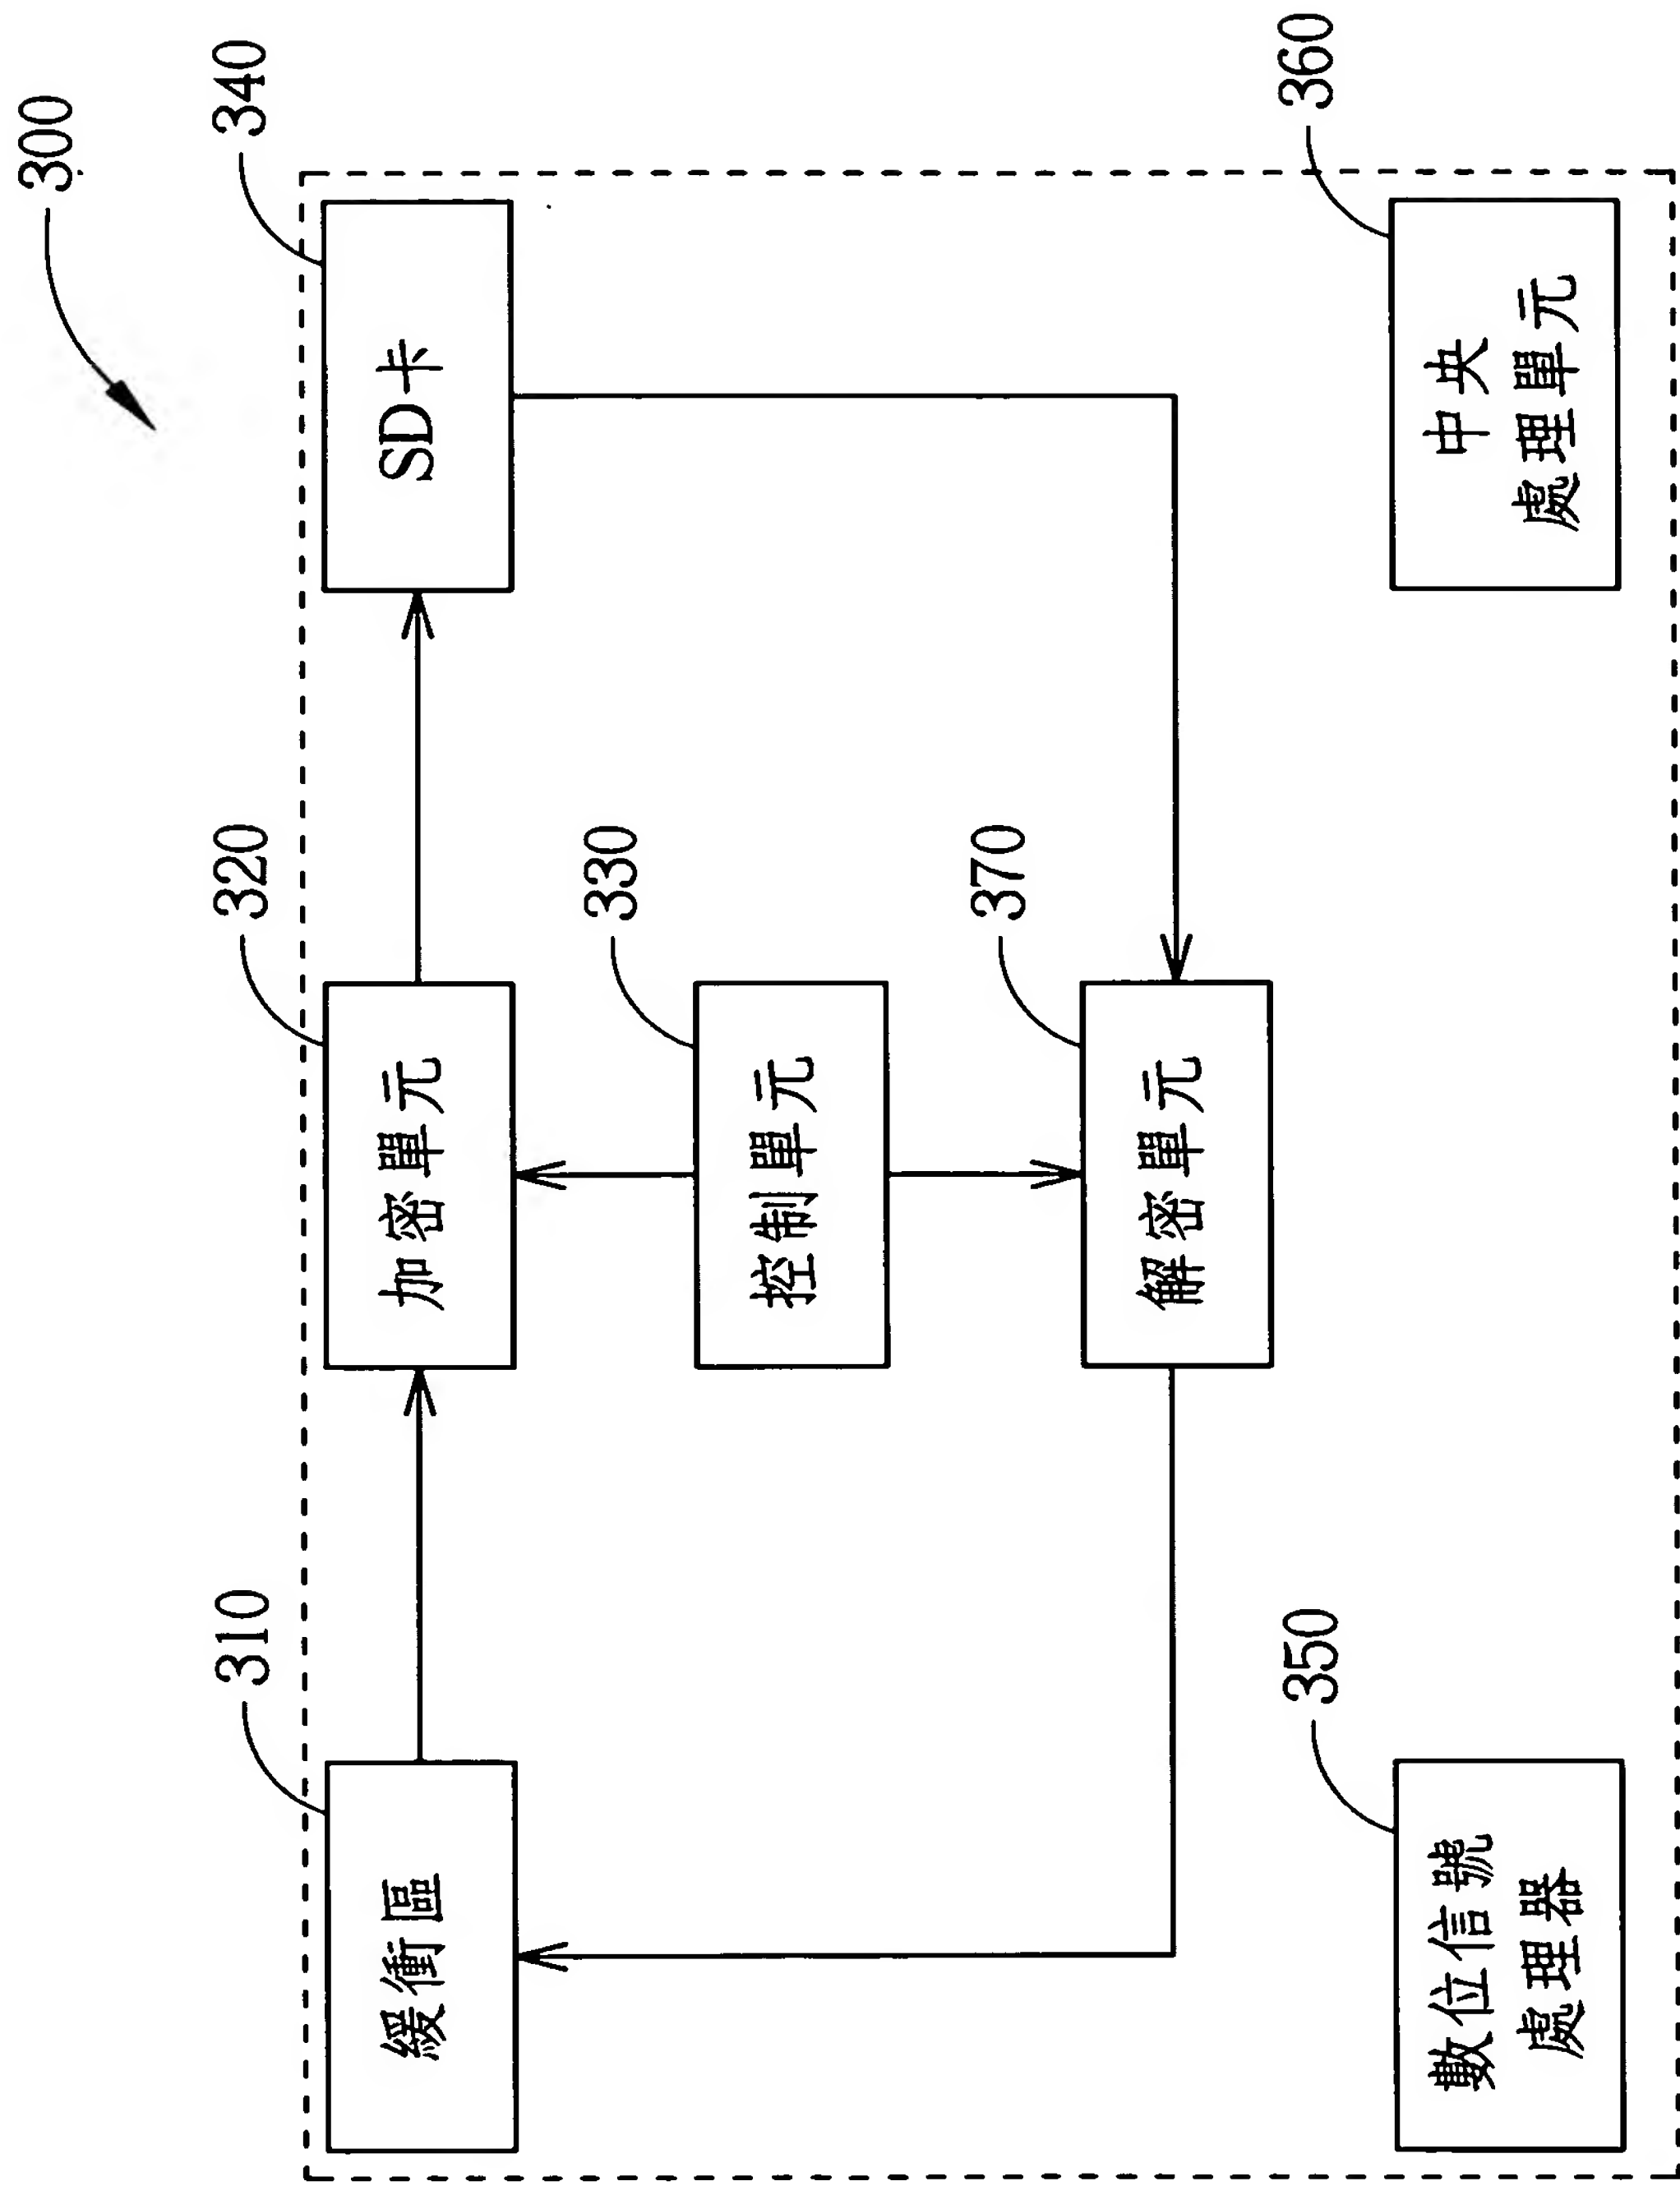 300
310
緩衝區
320
加密單元
340
SD卡
330
控制單元
370
解密單元
350
數位信號
處理器
360
中央
處理單元